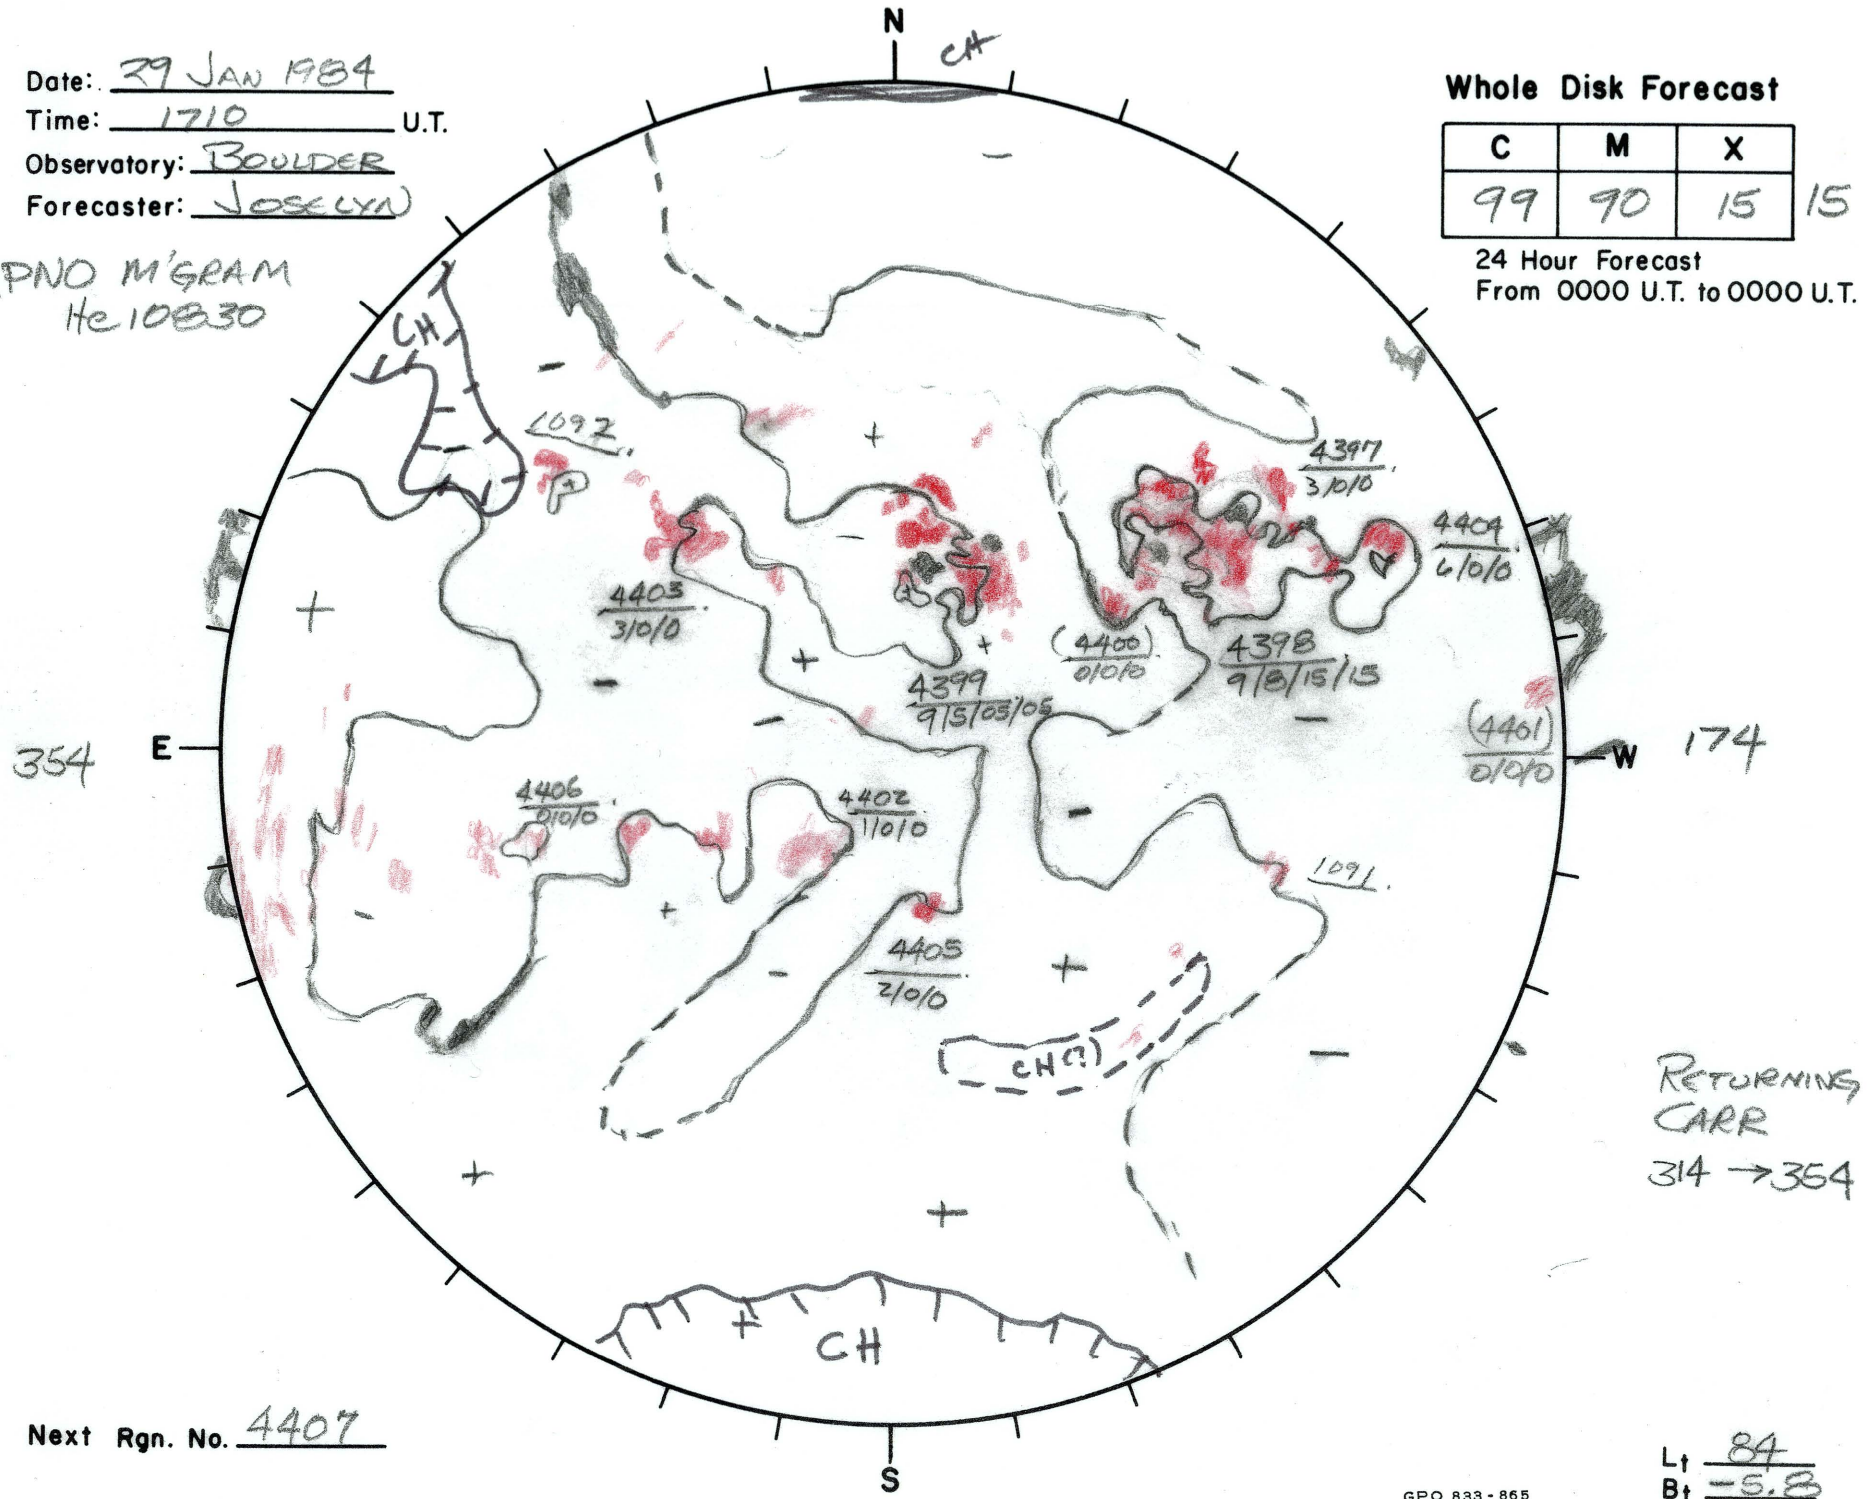 N
CH
Date: 29 JAN 1984
Time: 1710 U.T.
Observatory: BOULDER
Forecaster: JOSELYN
PNO M'GRAM
He 10830
Whole Disk Forecast
C M X
99 90 15 15
24 Hour Forecast
From 0000 U.T. to 0000 U.T.
CH
1092
+
4397
3/0/0
4404
6/0/0
4403
3/0/0
(4400)
0/0/0
4398
9/8/15/15
4399
9/5/05/05
(4401)
0/0/0
354 E
W 174
4406
0/0/0
4402
1/0/0
1091
4405
2/0/0
CH(?)
RETURNING
CARR
314 → 354
CH
Next Rgn. No. 4407
S
Lt 84
Bt -5.8
GPO 833-865